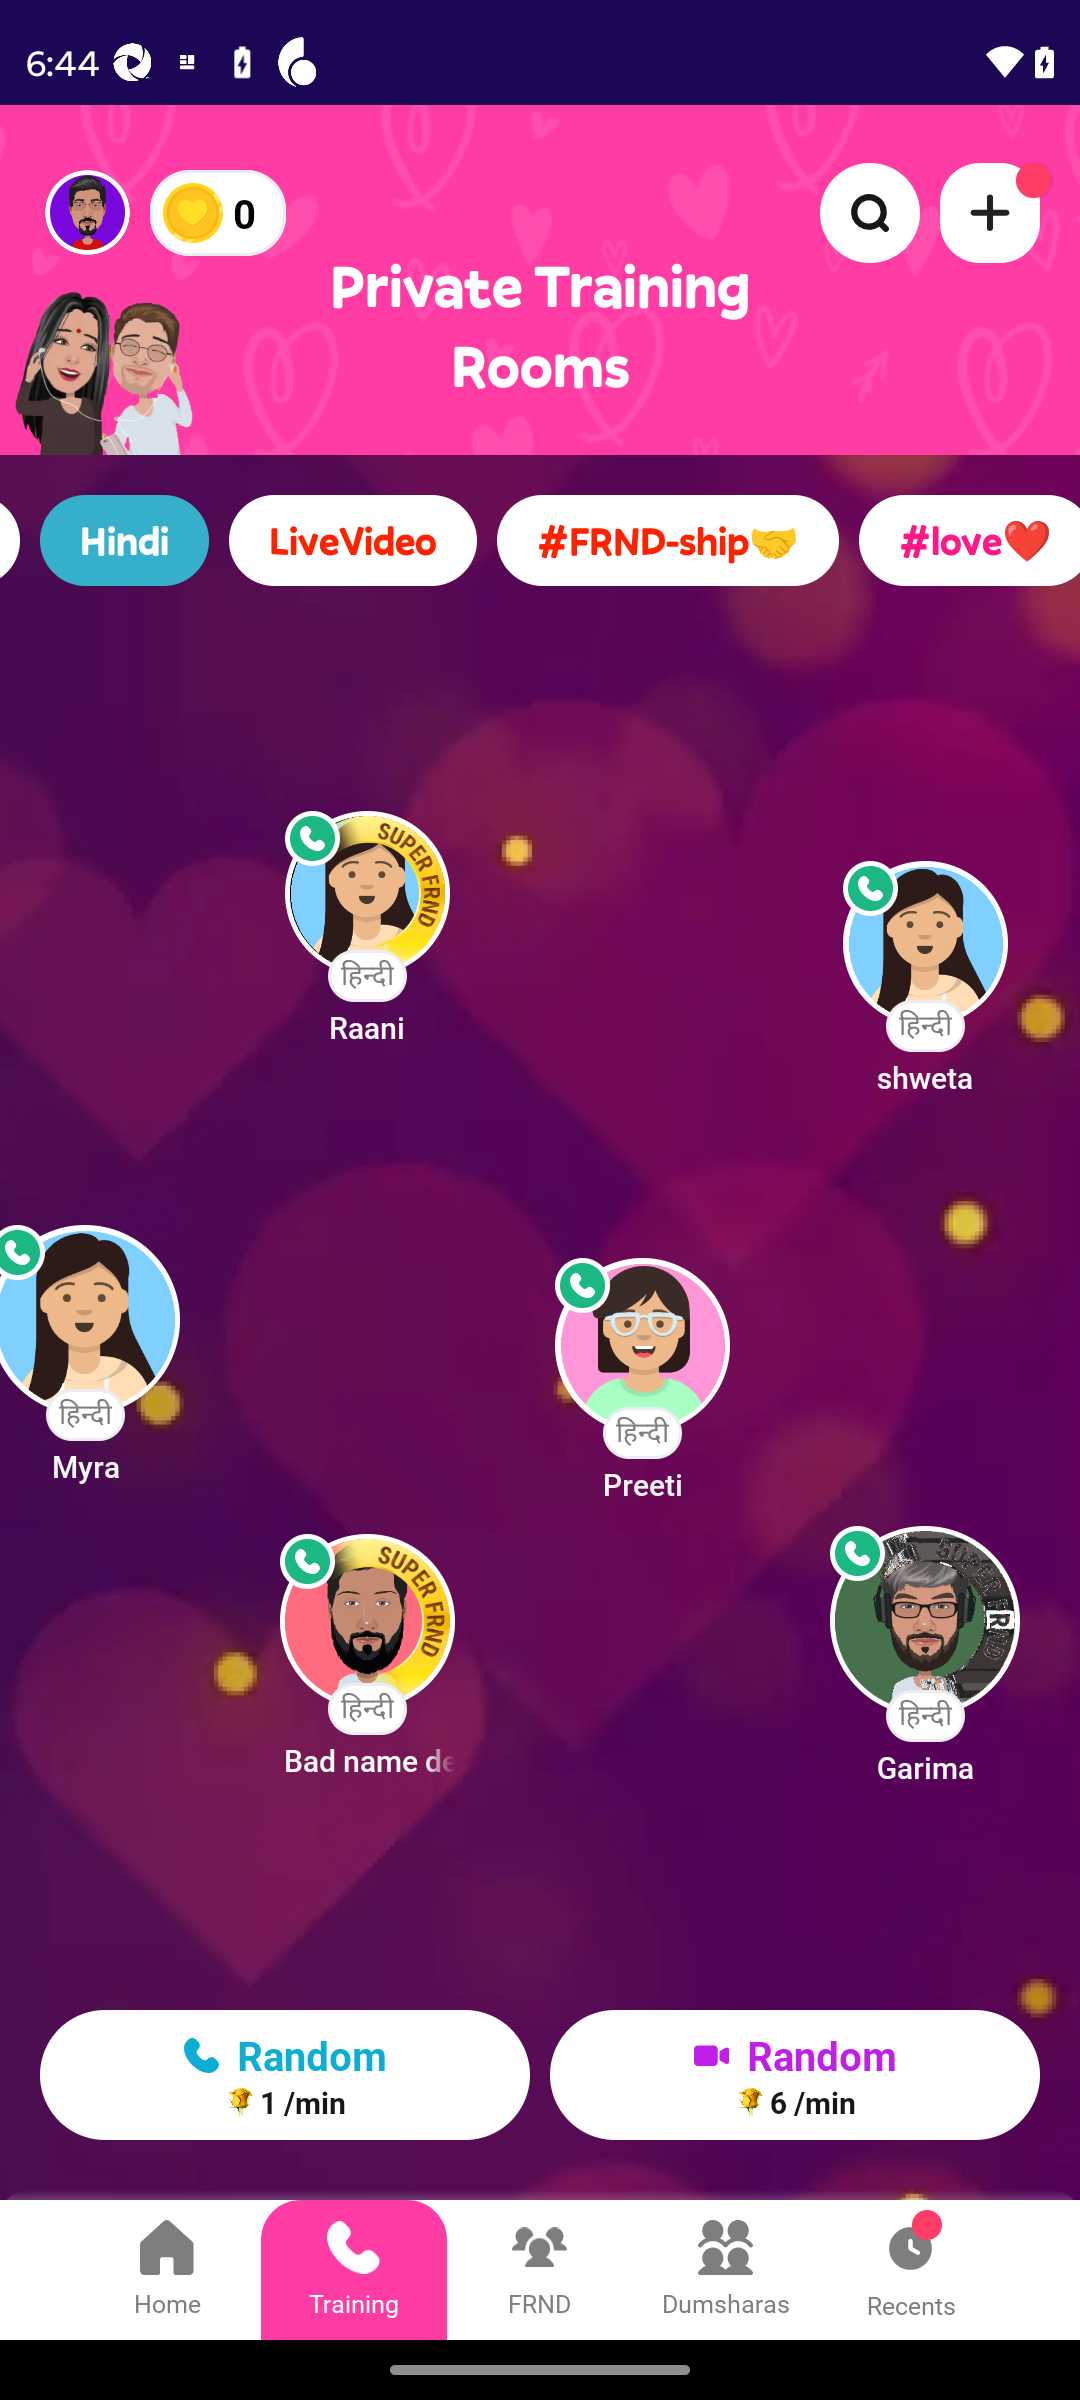 6:44
0
Private Training
Rooms
Hindi
LiveVideo
#FRND-ship🤝
#love❤️
SUPER FRND
हिन्दी
Raani
हिन्दी
shweta
हिन्दी
Myra
हिन्दी
Preeti
SUPER FRND
हिन्दी
Bad name de
SUPER FRND
हिन्दी
Garima
Random
1 /min
Random
6 /min
Home
Training
FRND
Dumsharas
Recents